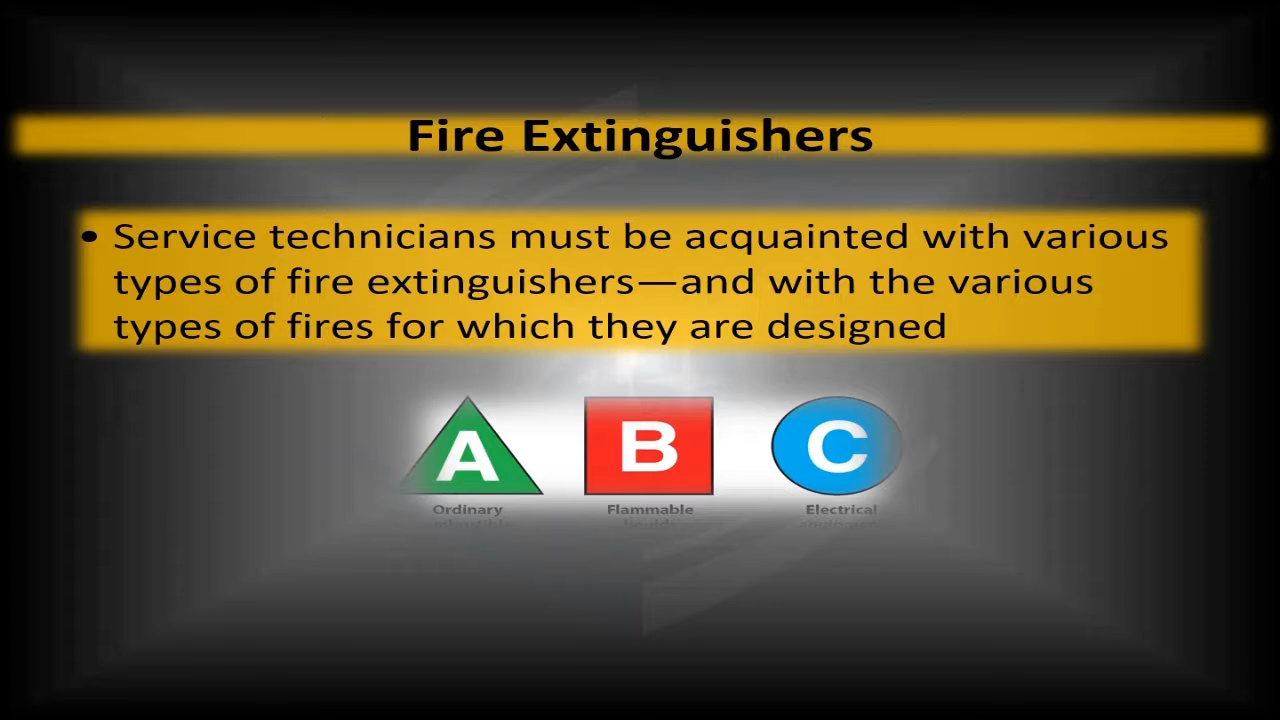 Fire Extinguishers
• Service technicians must be acquainted with various
types of fire extinguishers—and with the various
types of fires for which they are designed
A B C
Ordinary Flammable Electrical
liquids